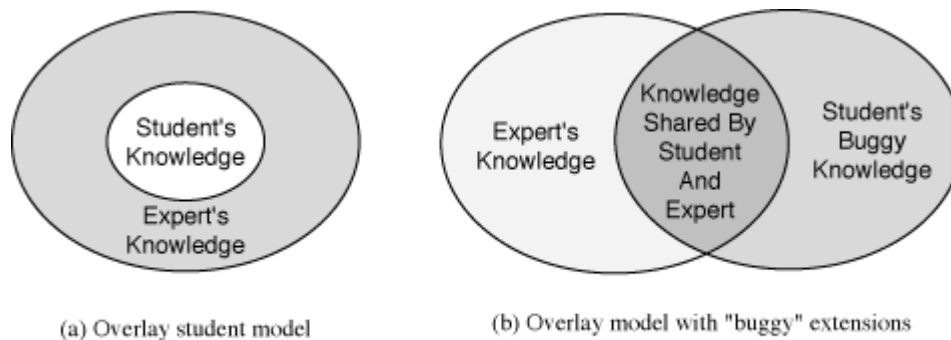 Student's
Knowledge
Expert's
Knowledge
(a) Overlay student model
Expert's
Knowledge
Knowledge
Shared By
Student
And
Expert
Student's
Buggy
Knowledge
(b) Overlay model with "buggy" extensions